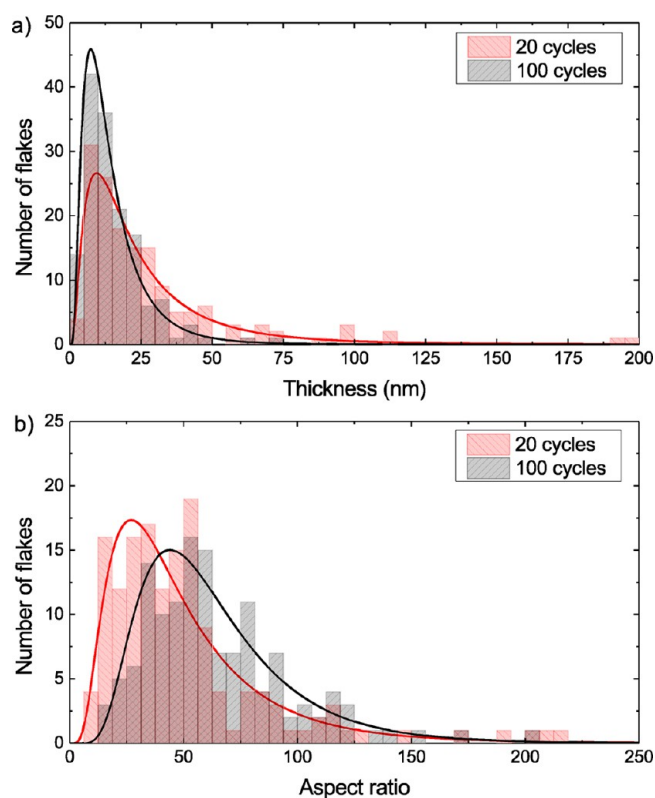 a)
50
40
30
20
10
0
Number of flakes
20 cycles
100 cycles
0 25 50 75 100 125 150 175 200
Thickness (nm)
b)
25
20
15
10
5
0
Number of flakes
20 cycles
100 cycles
0 50 100 150 200 250
Aspect ratio